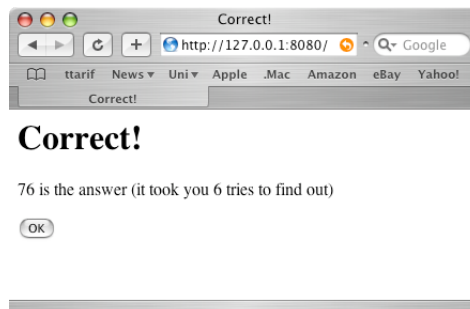 Correct!
http://127.0.0.1:8080/
Google
ttarif News Uni Apple .Mac Amazon eBay Yahoo!
Correct!
Correct!
76 is the answer (it took you 6 tries to find out)
OK